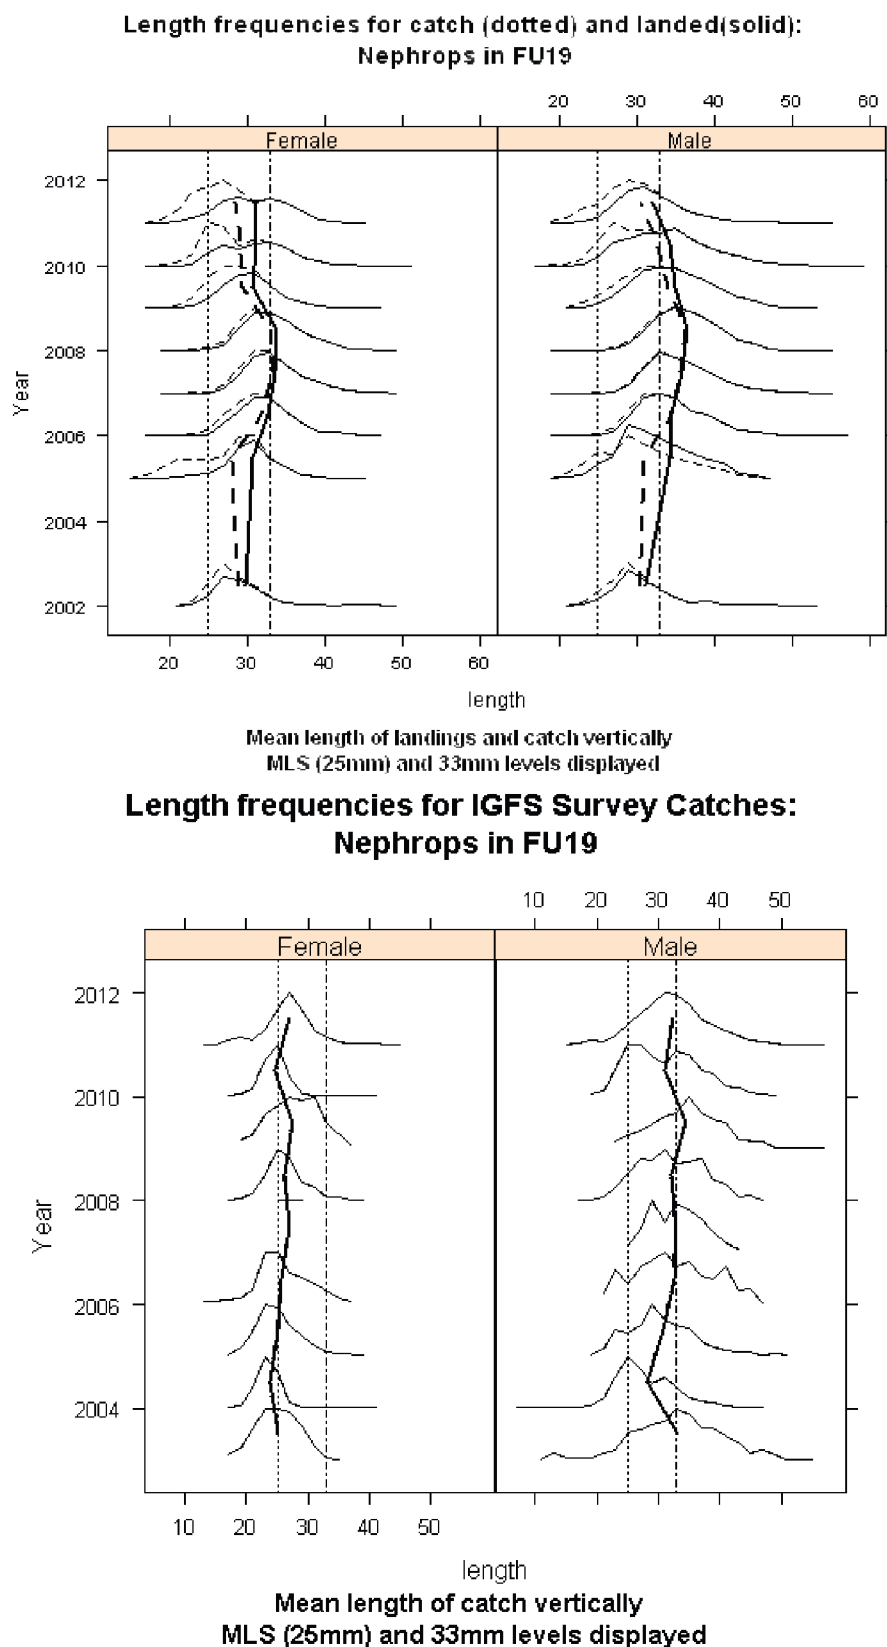 Length frequencies for catch (dotted) and landed(solid):
Nephrops in FU19
20 30 40 50 60
Female Male
2012
2010
2008
2006
2004
2002
Year
20 30 40 50 60
length
Mean length of landings and catch vertically
MLS (25mm) and 33mm levels displayed
Length frequencies for IGFS Survey Catches:
Nephrops in FU19
10 20 30 40 50
Female Male
2012
2010
2008
2006
2004
Year
10 20 30 40 50
length
Mean length of catch vertically
MLS (25mm) and 33mm levels displayed